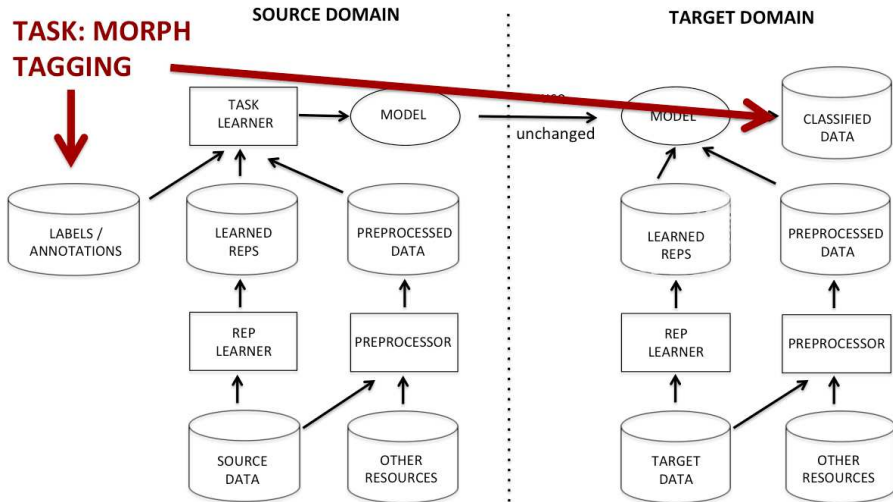 SOURCE DOMAIN
TARGET DOMAIN
TASK: MORPH
TAGGING
TASK
LEARNER
MODEL
unchanged
MODEL
CLASSIFIED
DATA
LABELS /
ANNOTATIONS
LEARNED
REPS
PREPROCESSED
DATA
LEARNED
REPS
PREPROCESSED
DATA
REP
LEARNER
PREPROCESSOR
REP
LEARNER
PREPROCESSOR
SOURCE
DATA
OTHER
RESOURCES
TARGET
DATA
OTHER
RESOURCES